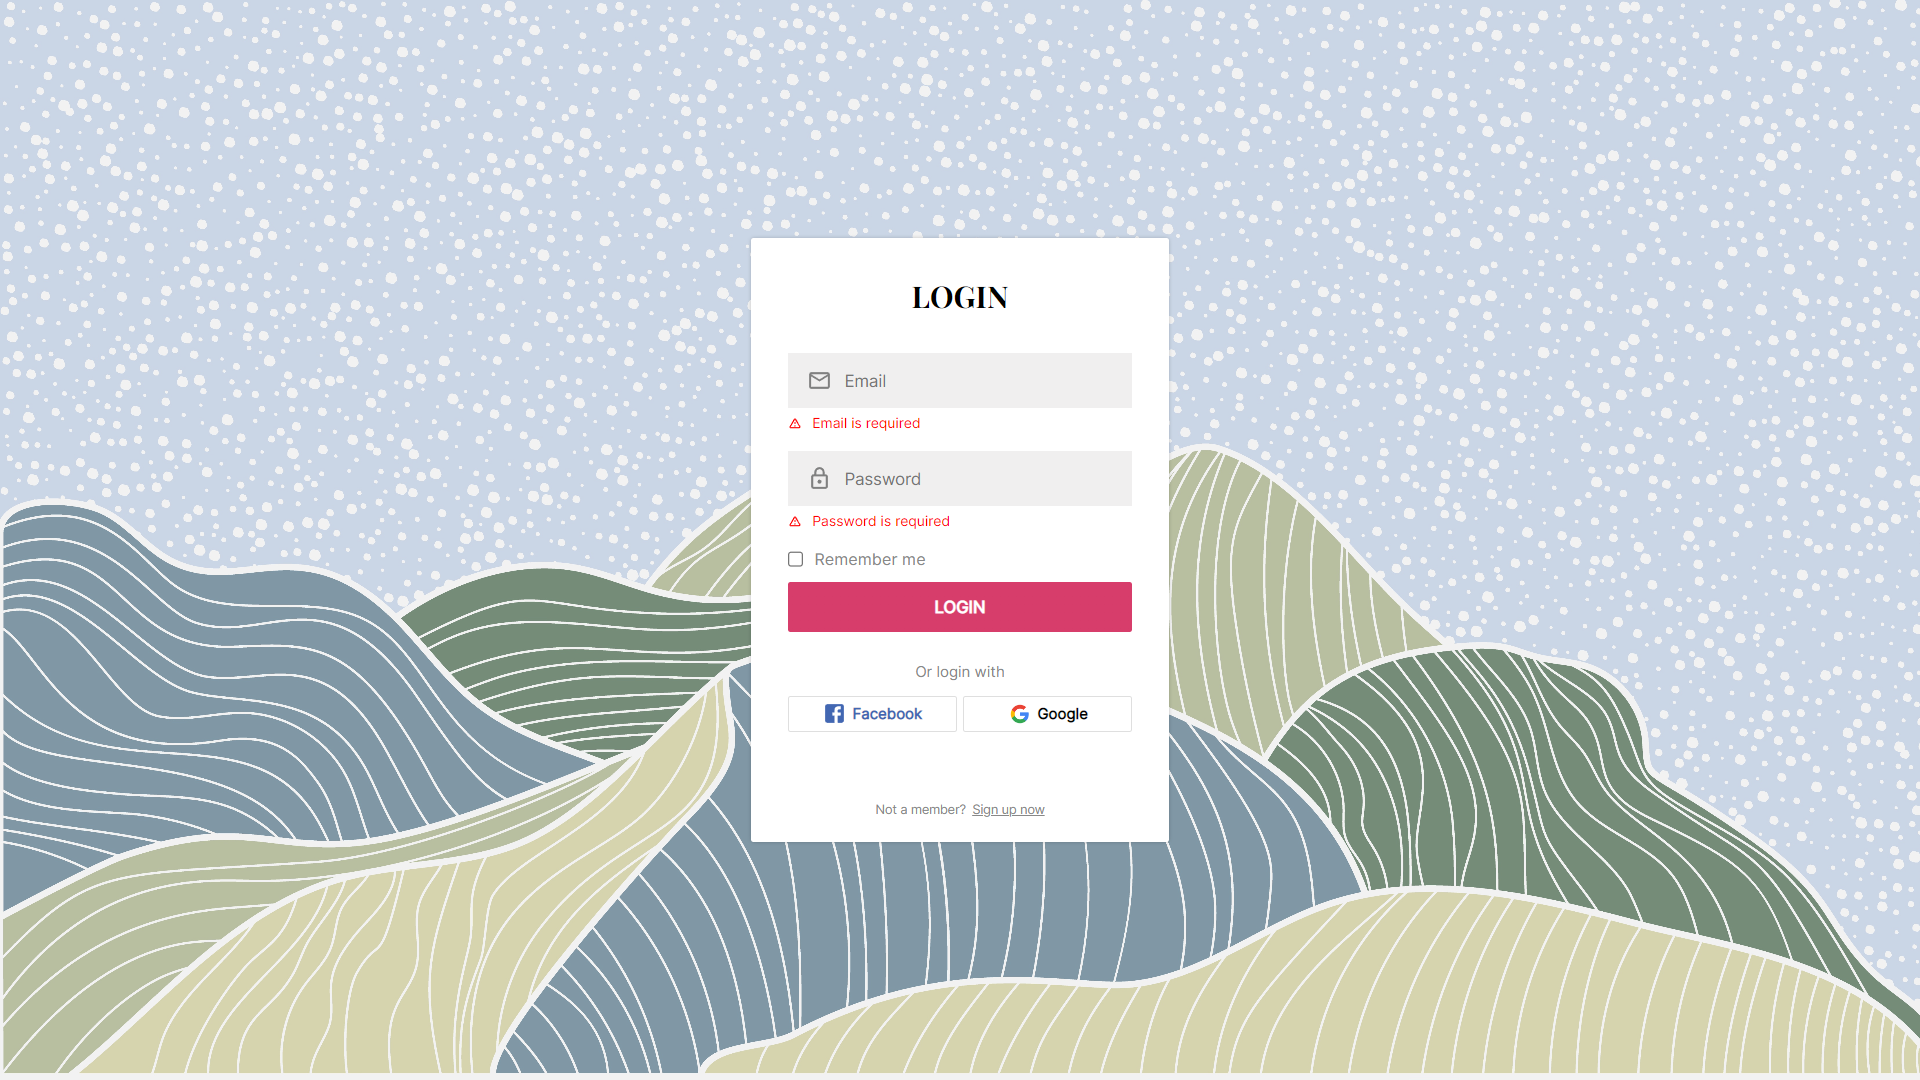 LOGIN
Email
Email is required
Password
Password is required
Remember me
LOGIN
Or login with
Facebook
Google
Not a member? Sign up now